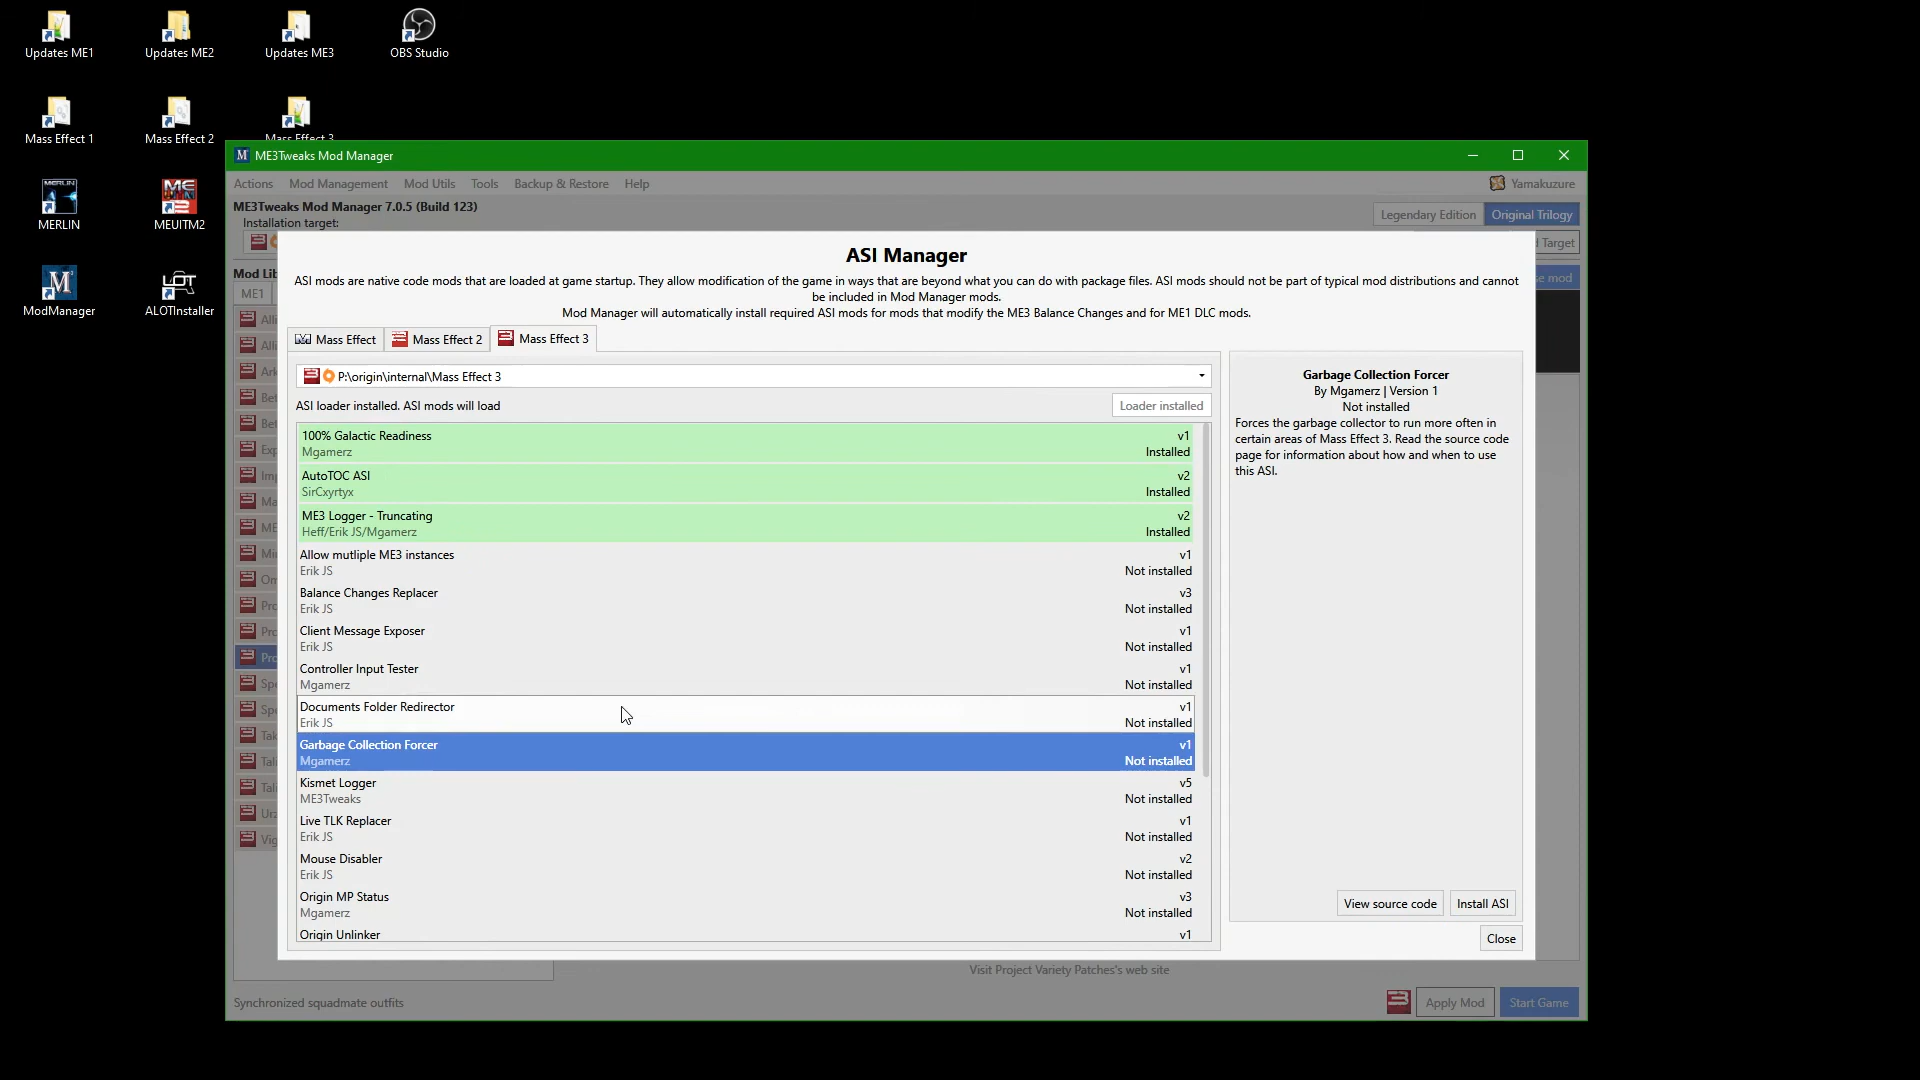 Updates ME1
Updates ME2
Updates ME3
OBS Studio
Mass Effect 1
Mass Effect 2
Mass Effect 3
MERLIN
MEUITM2
ModManager
ALOTInstaller
ME3Tweaks Mod Manager
Actions
Mod Management
Mod Utils
Tools
Backup & Restore
Help
Yamakuzure
ME3Tweaks Mod Manager 7.0.5 (Build 123)
Legendary Edition
Original Trilogy
Installation target:
Target
Mod Lib
ME1
ASI Manager
ASI mods are native code mods that are loaded at game startup. They allow modification of the game in ways that are beyond what you can do with package files. ASI mods should not be part of typical mod distributions and cannot
be included in Mod Manager mods.
Mod Manager will automatically install required ASI mods for mods that modify the ME3 Balance Changes and for ME1 DLC mods.
Mass Effect
Mass Effect 2
Mass Effect 3
P:\origin\internal\Mass Effect 3
ASI loader installed. ASI mods will load
Loader installed
100% Galactic Readiness v1
Mgamerz Installed
AutoTOC ASI v2
SirCxyrtyx Installed
ME3 Logger - Truncating v2
Heff/Erik JS/Mgamerz Installed
Allow mutliple ME3 instances v1
Erik JS Not installed
Balance Changes Replacer v3
Erik JS Not installed
Client Message Exposer v1
Erik JS Not installed
Controller Input Tester v1
Mgamerz Not installed
Documents Folder Redirector v1
Erik JS Not installed
Garbage Collection Forcer v1
Mgamerz Not installed
Kismet Logger v5
ME3Tweaks Not installed
Live TLK Replacer v1
Erik JS Not installed
Mouse Disabler v2
Erik JS Not installed
Origin MP Status v3
Mgamerz Not installed
Origin Unlinker v1
Garbage Collection Forcer
By Mgamerz | Version 1
Not installed
Forces the garbage collector to run more often in
certain areas of Mass Effect 3. Read the source code
page for information about how and when to use
this ASI.
View source code
Install ASI
Close
Visit Project Variety Patches's web site
Synchronized squadmate outfits
Apply Mod
Start Game